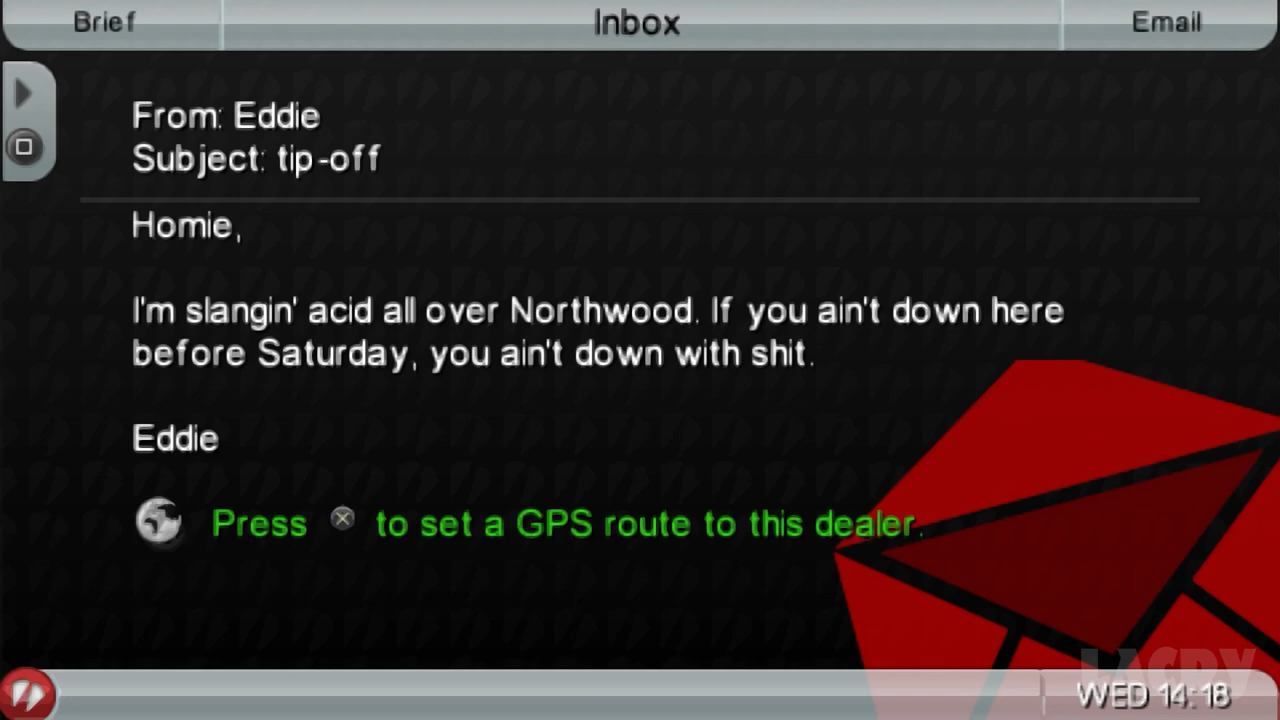 Brief
Inbox
Email
From: Eddie
Subject: tip-off
Homie,
I'm slangin' acid all over Northwood. If you ain't down here
before Saturday, you ain't down with shit.
Eddie
Press to set a GPS route to this dealer.
WED 14:18